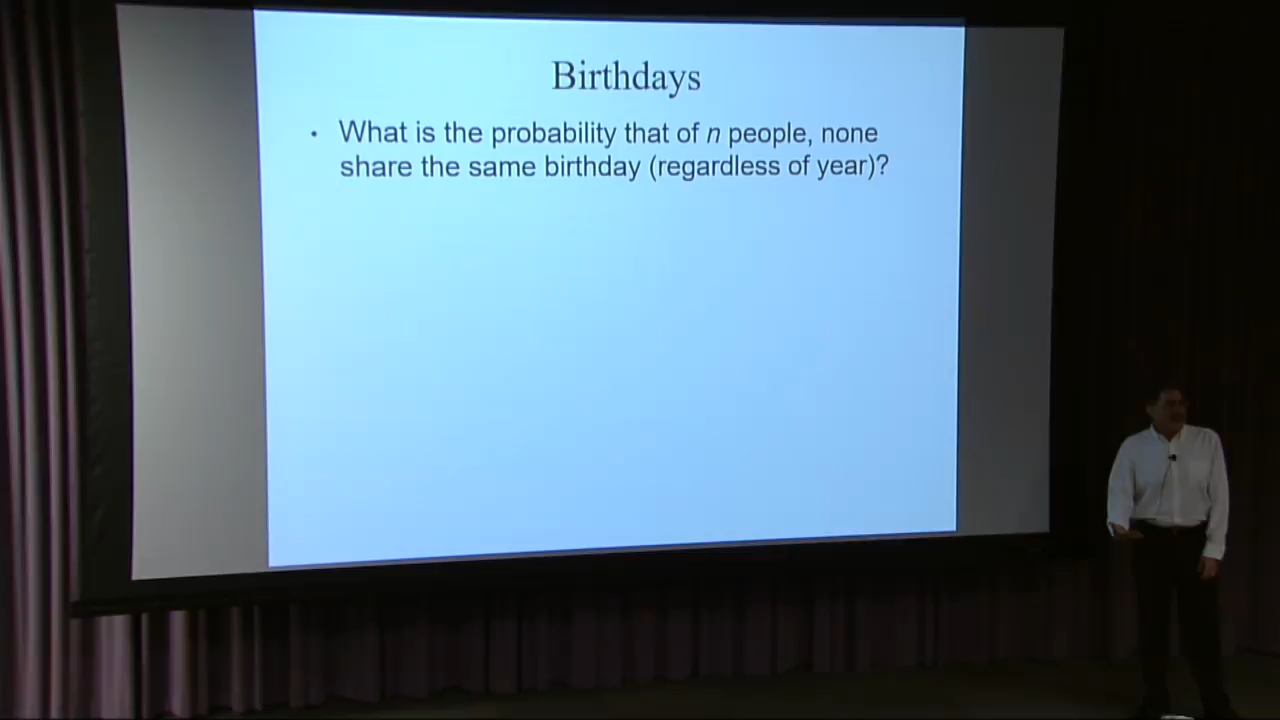 Birthdays
• What is the probability that of n people, none
share the same birthday (regardless of year)?